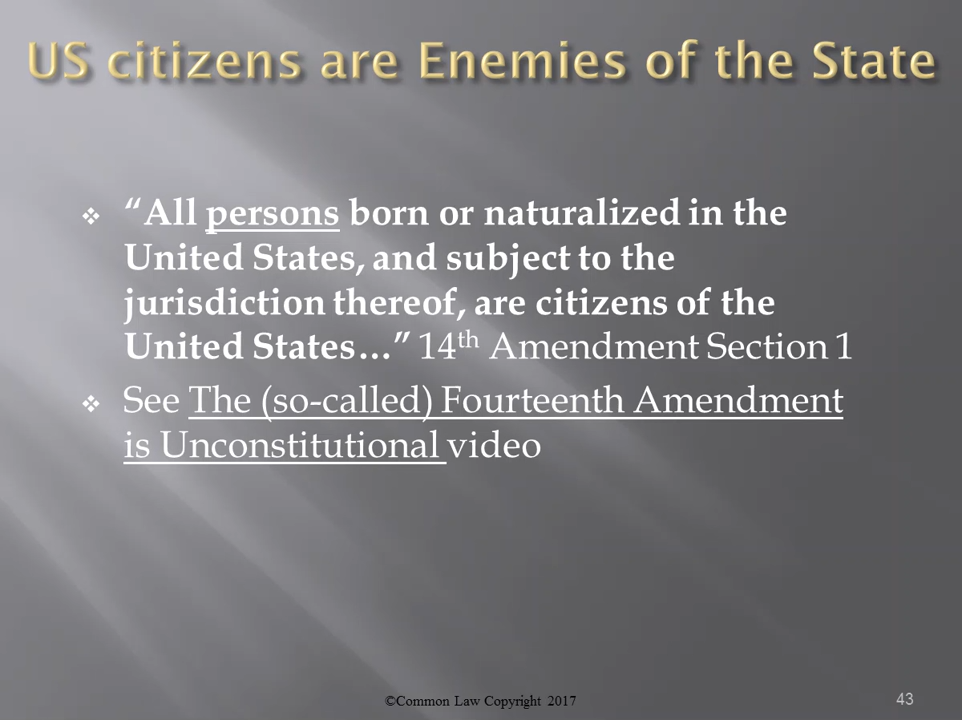 US citizens are Enemies of the State
❖ “All persons born or naturalized in the
United States, and subject to the
jurisdiction thereof, are citizens of the
United States…” 14th Amendment Section 1
❖ See The (so-called) Fourteenth Amendment
is Unconstitutional video
©Common Law Copyright 2017
43